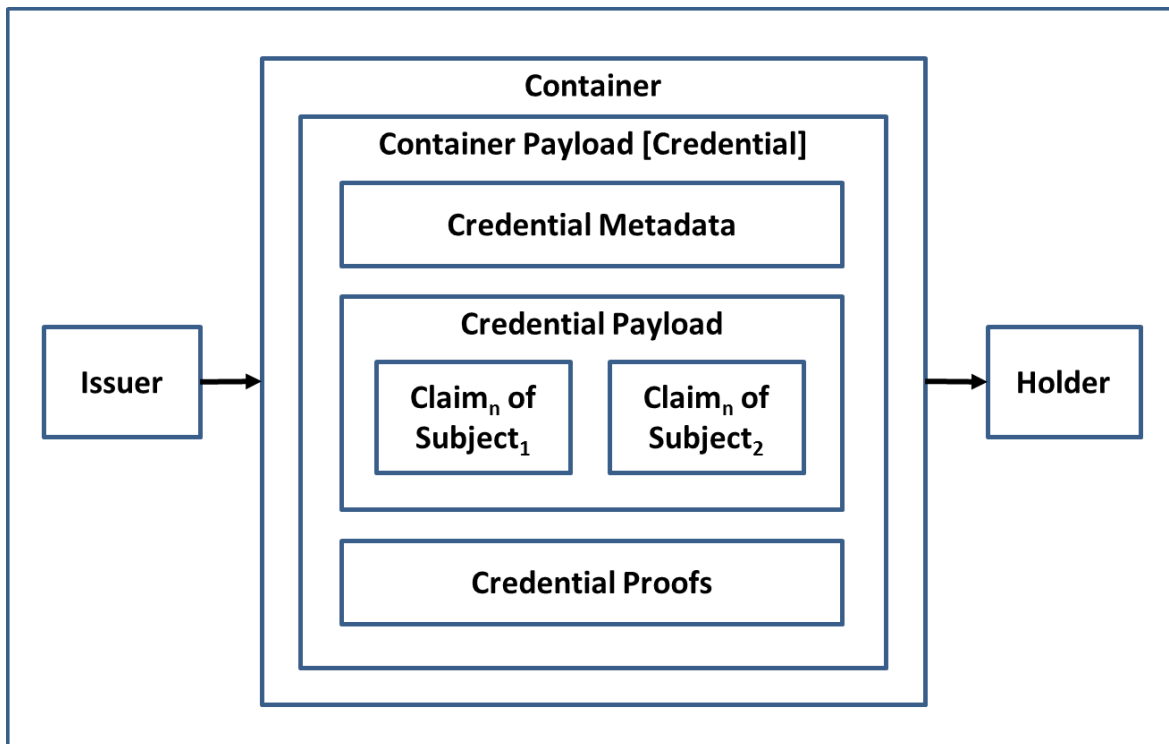 Container
Container Payload [Credential]
Credential Metadata
Credential Payload
Issuer
Claimₙ of
Subject₁
Claimₙ of
Subject₂
Holder
Credential Proofs